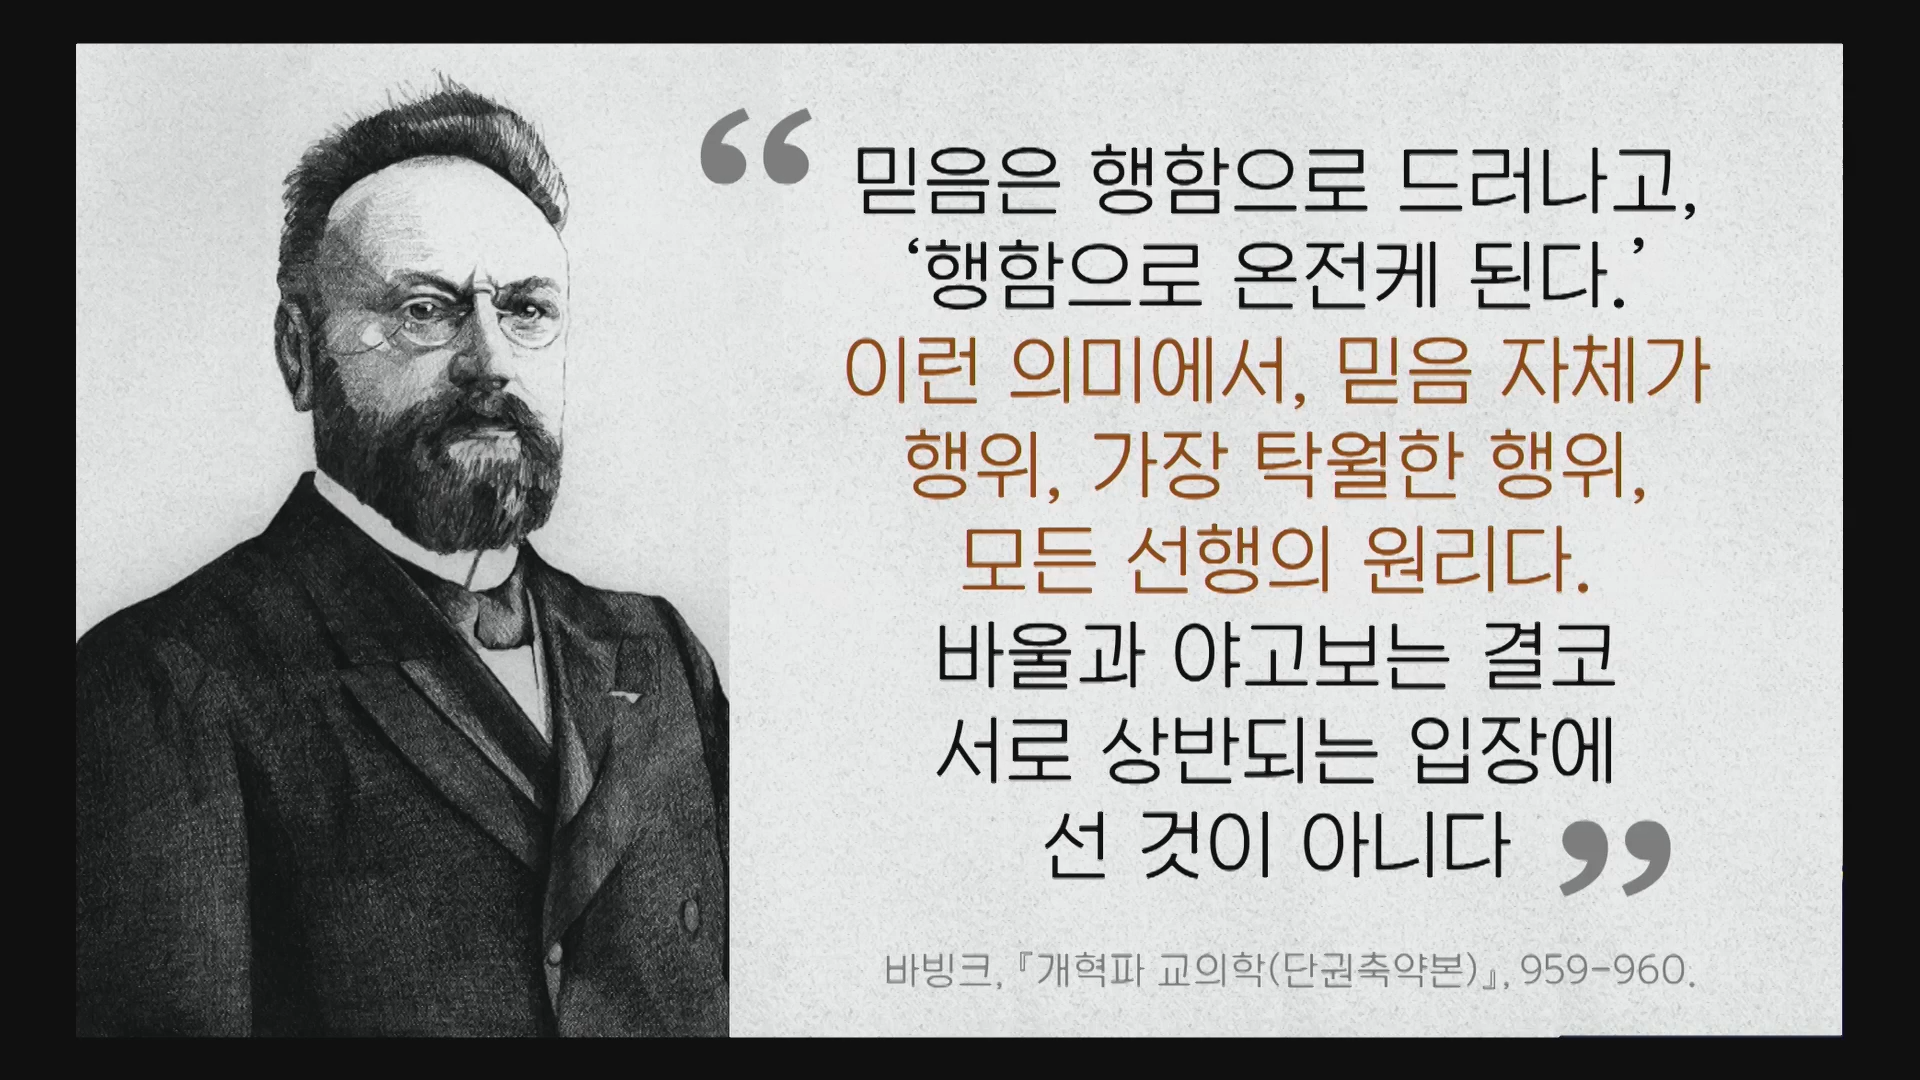 “ 믿음은 행함으로 드러나고,
‘행함으로 온전케 된다.’
이런 의미에서, 믿음 자체가
행위, 가장 탁월한 행위,
모든 선행의 원리다.
바울과 야고보는 결코
서로 상반되는 입장에
선 것이 아니다 ”
바빙크, 『개혁파 교의학(단권축약본)』, 959-960.